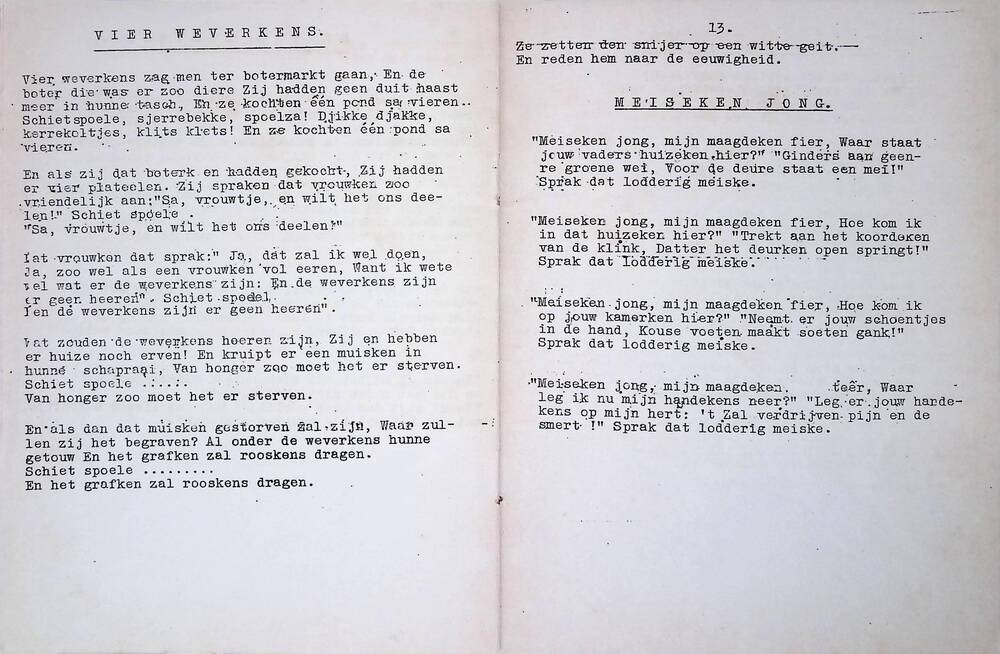 VIER WEVERKENS.
Vier weverkens zag men ter botermarkt gaan, En de
boter die was er zoo diere Zij hadden geen duit haast
meer in hunne tasch, En ze kochten één pond sa vieren..
Schietspoele, sjerrebekke, spoelza! Djikke djakke,
kerrekoltjes, klits klets! En ze kochten één pond sa
vieren.
En als zij dat boterk en hadden gekocht, Zij hadden
er vier plateelen. Zij spraken dat vrouwken zoo
vriendelijk aan:"Sa, vrouwtje, en wilt het ons dee-
len!" Schiet spoele .
"Sa, vrouwtje, en wilt het ons deelen!"
Dat vrouwken dat sprak:" Ja, dat zal ik wel doen,
Ja, zoo wel als een vrouwken vol eeren, Want ik wete
wel wat er de weverkens zijn: En de weverkens zijn
er geen heeren". Schiet spoel.
Ien dé weverkens zijn er geen heeren".
Wat zouden de weverkens heeren zijn, Zij en hebben
er huize noch erven! En kruipt er een muisken in
hunne schapraai, Van honger zoo moet het er sterven.
Schiet spoele .....
Van honger zoo moet het er sterven.
En als dan dat muisken gestorven zal zijn, Waar zul-
len zij het begraven? Al onder de weverkens hunne
getouw En het grafken zal rooskens dragen.
Schiet spoele .........
En het grafken zal rooskens dragen.
13.
Ze zetten den snijer op een witte geit.
En reden hem naar de eeuwigheid.
MEISEKEN JONG.
"Meiseken jong, mijn maagdeken fier, Waar staat
jouw vaders huizeken hier?" "Ginders aan geen-
re groene wei, Voor de deure staat een mei!"
Sprak dat lodderig meiske.
"Meiseken jong, mijn maagdeken fier, Hoe kom ik
in dat huizeken hier?" "Trekt aan het koordeken
van de klink, Datter het deurken open springt!"
Sprak dat lodderig meiske.
"Meiseken jong, mijn maagdeken fier, Hoe kom ik
op jouw kamerken hier?" "Neemt er jouw schoentjes
in de hand, Kouse voeten maakt soeten gank!"
Sprak dat lodderig meiske.
"Meiseken jong, mijn maagdeken teer, Waar
leg ik nu mijn handekens neer?" "Leg er jouw hande-
kens op mijn hert: 't Zal verdrijven pijn en de
smert !" Sprak dat lodderig meiske.